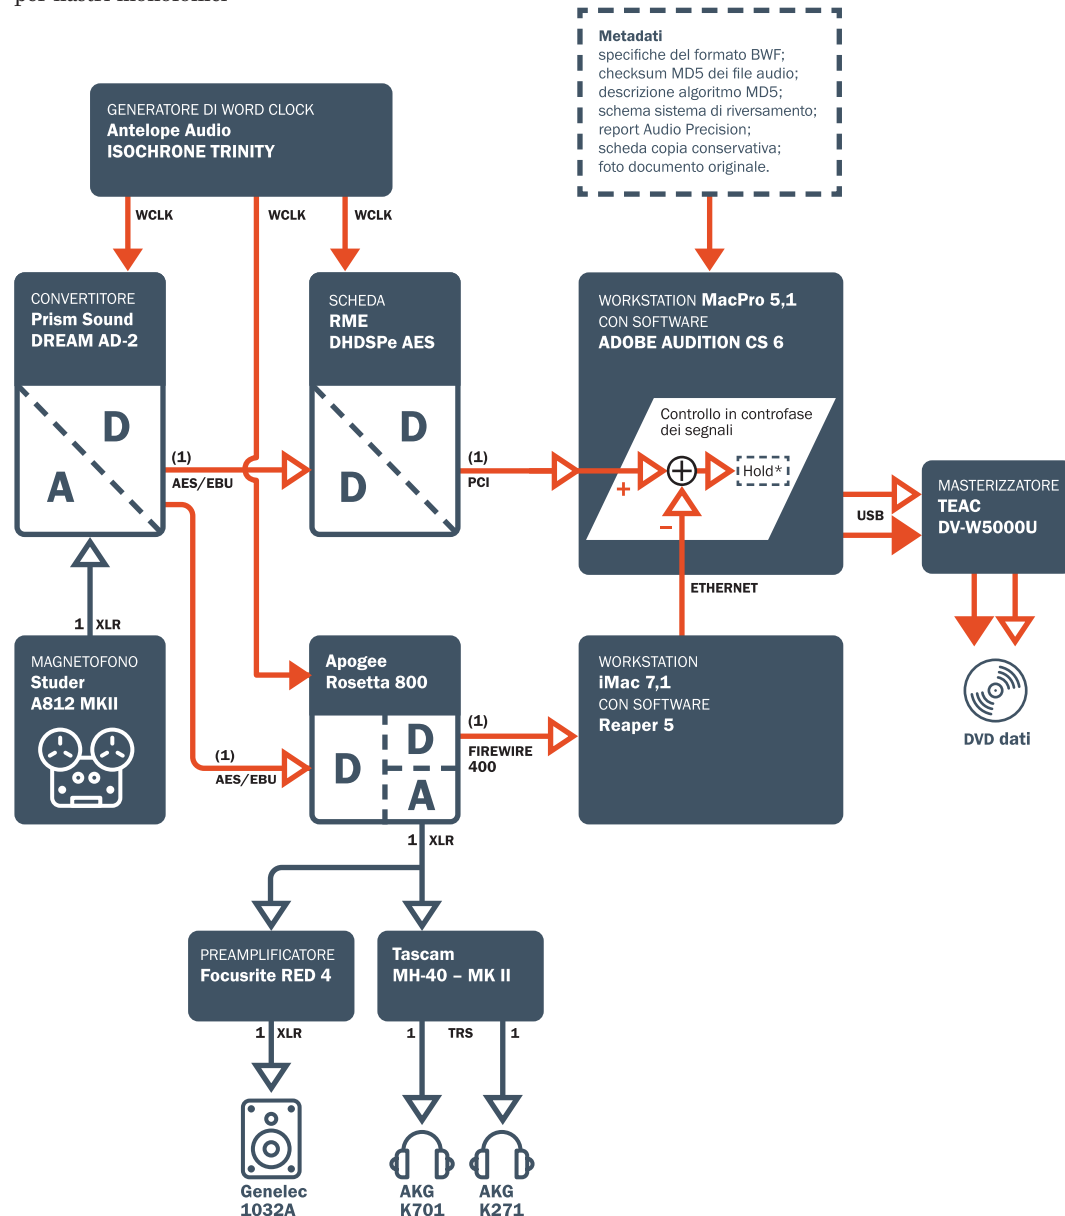 per nastri monofonici
Metadati
specifiche del formato BWF;
checksum MD5 dei file audio;
descrizione algoritmo MD5;
schema sistema di riversamento;
report Audio Precision;
scheda copia conservativa;
foto documento originale.
GENERATORE DI WORD CLOCK
Antelope Audio
ISOCHRONE TRINITY
WCLK
WCLK
WCLK
CONVERTITORE
Prism Sound
DREAM AD-2
D
A
SCHEDA
RME
DHDSPe AES
D
D
WORKSTATION MacPro 5,1
CON SOFTWARE
ADOBE AUDITION CS 6
Controllo in controfase
dei segnali
Hold*
+
−
(1)
AES/EBU
(1)
PCI
USB
MASTERIZZATORE
TEAC
DV-W5000U
ETHERNET
DVD dati
1 XLR
MAGNETOFONO
Studer
A812 MKII
(1)
AES/EBU
Apogee
Rosetta 800
D
D
A
(1)
FIREWIRE
400
WORKSTATION
iMac 7,1
CON SOFTWARE
Reaper 5
1 XLR
PREAMPLIFICATORE
Focusrite RED 4
Tascam
MH-40 – MK II
1 XLR
1 TRS 1
Genelec
1032A
AKG
K701
AKG
K271